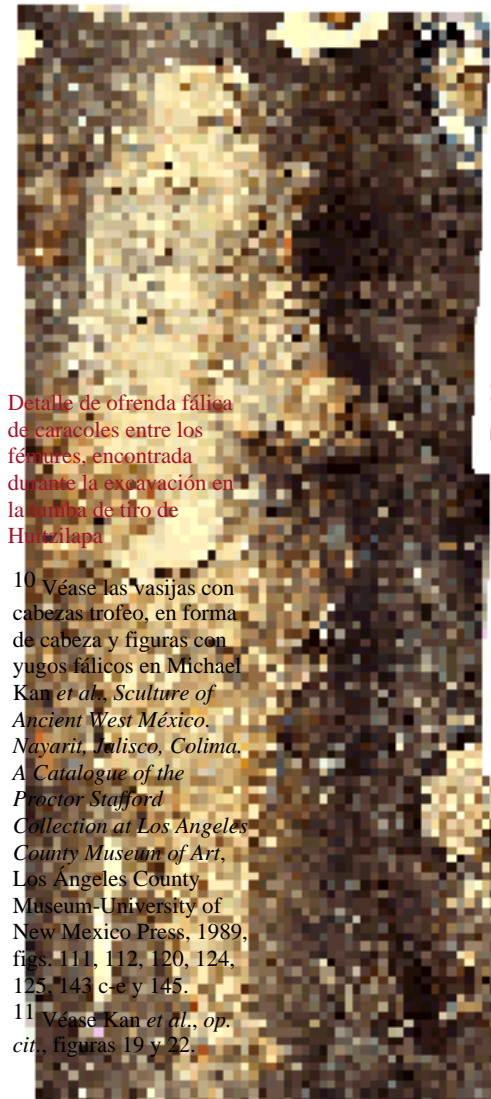 Detalle de ofrenda fálica
de caracoles entre los
fémures, encontrada
durante la excavación en
la tumba de tiro de
Huitzilapa
10 Véase las vasijas con
cabezas trofeo, en forma
de cabeza y figuras con
yugos fálicos en Michael
Kan et al., Sculture of
Ancient West México.
Nayarit, Jalisco, Colima.
A Catalogue of the
Proctor Stafford
Collection at Los Angeles
County Museum of Art,
Los Ángeles County
Museum-University of
New Mexico Press, 1989,
figs. 111, 112, 120, 124,
125, 143 c-e y 145.
11 Véase Kan et al., op.
cit., figuras 19 y 22.